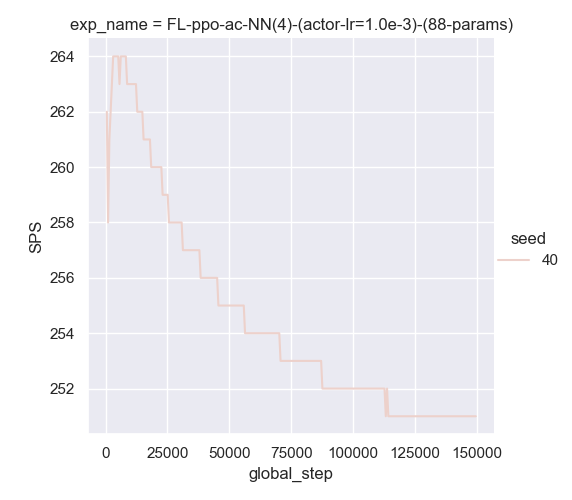 exp_name = FL-ppo-ac-NN(4)-(actor-lr=1.0e-3)-(88-params)
264
262
260
258
256
254
252
SPS
0 25000 50000 75000 100000 125000 150000
global_step
seed
40